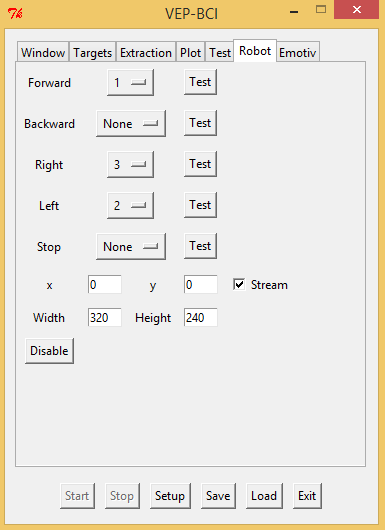 VEP-BCI
Window Targets Extraction Plot Test Robot Emotiv
Forward 1 Test
Backward None Test
Right 3 Test
Left 2 Test
Stop None Test
x 0 y 0 Stream
Width 320 Height 240
Disable
Start Stop Setup Save Load Exit